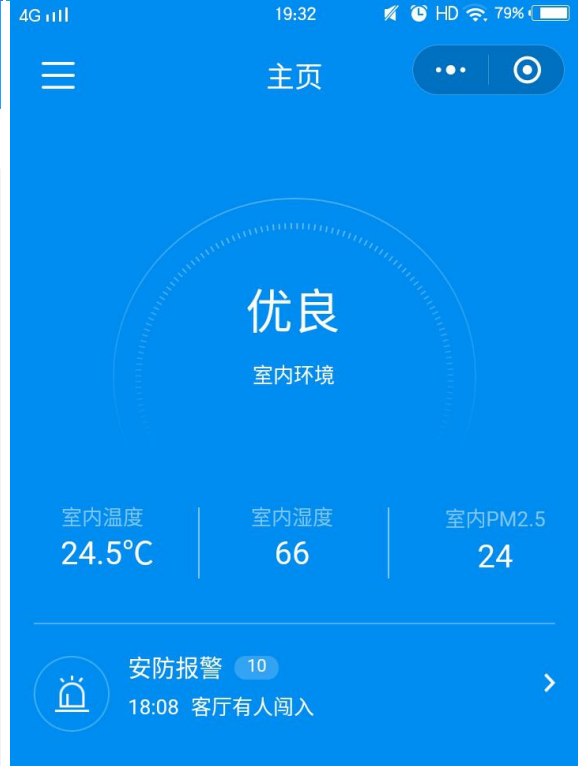 4G 19:32 HD 79%
主页
优良
室内环境
室内温度 室内湿度 室内PM2.5
24.5℃ 66 24
安防报警 10
18:08 客厅有人闯入